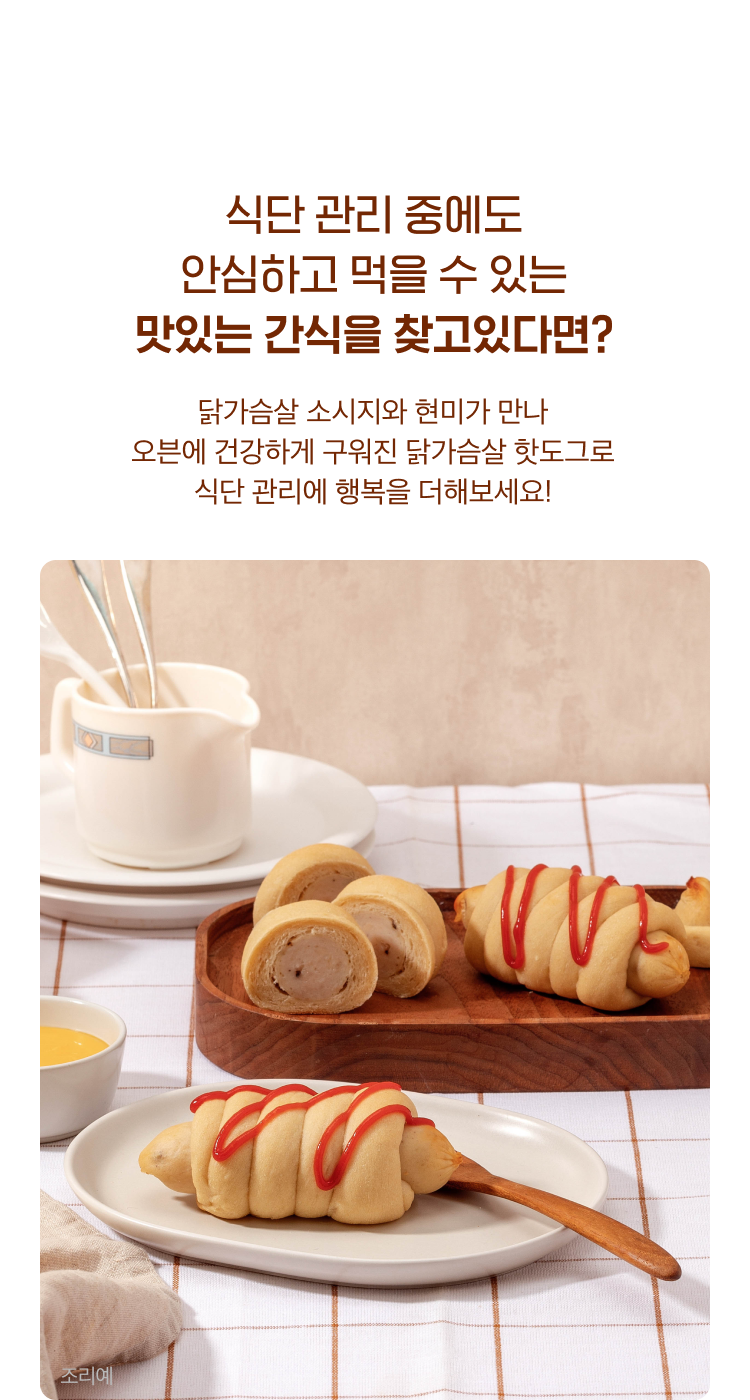 식단 관리 중에도
안심하고 먹을 수 있는
맛있는 간식을 찾고있다면?
닭가슴살 소시지와 현미가 만나
오븐에 건강하게 구워진 닭가슴살 핫도그로
식단 관리에 행복을 더해보세요!
조리예